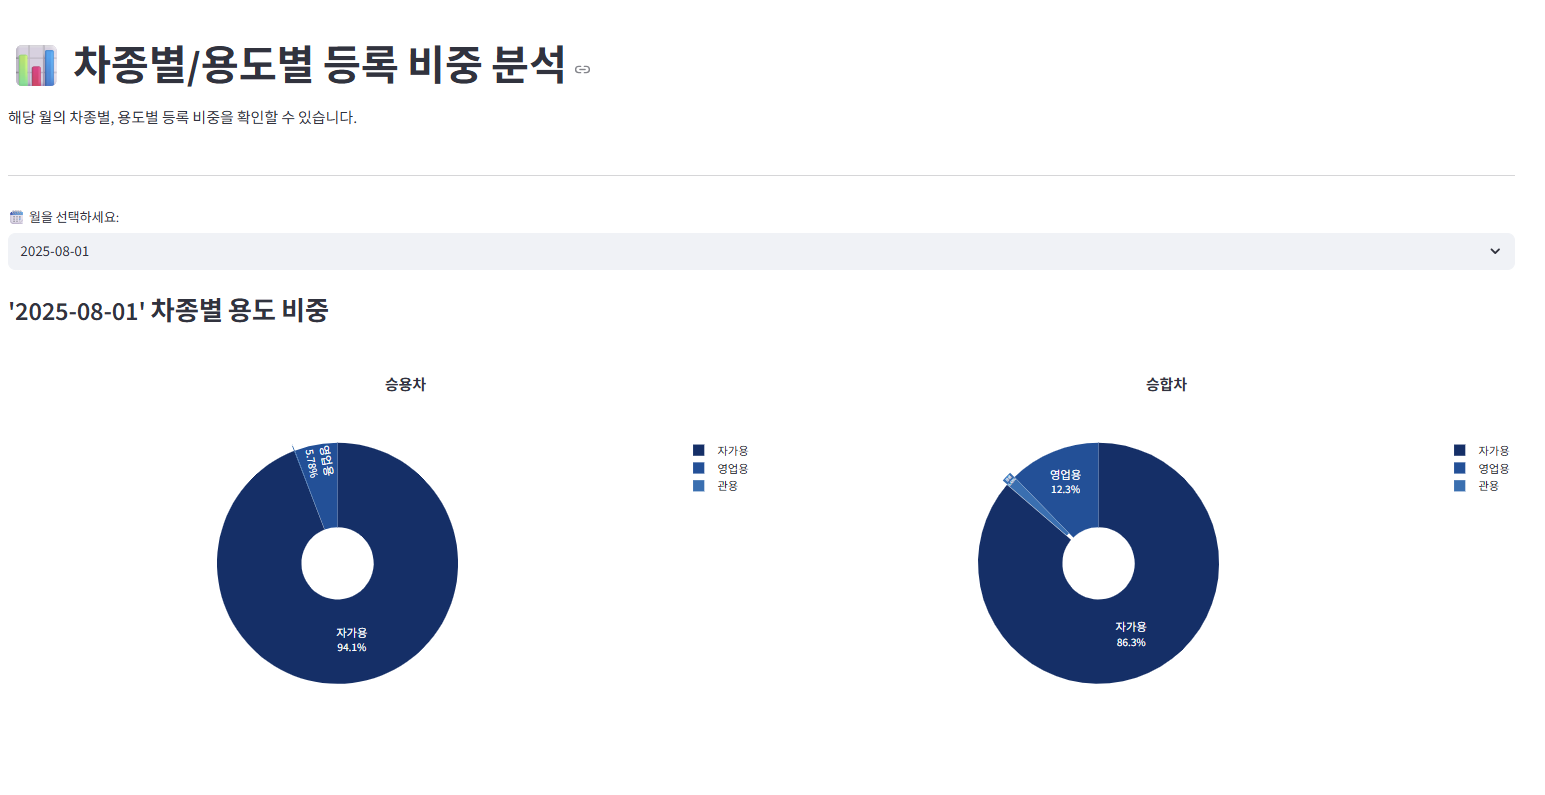 차종별/용도별 등록 비중 분석
해당 월의 차종별, 용도별 등록 비중을 확인할 수 있습니다.
월을 선택하세요:
2025-08-01
'2025-08-01' 차종별 용도 비중
승용차
영업용
5.78%
자가용
94.1%
자가용
영업용
관용
승합차
영업용
12.3%
자가용
86.3%
자가용
영업용
관용